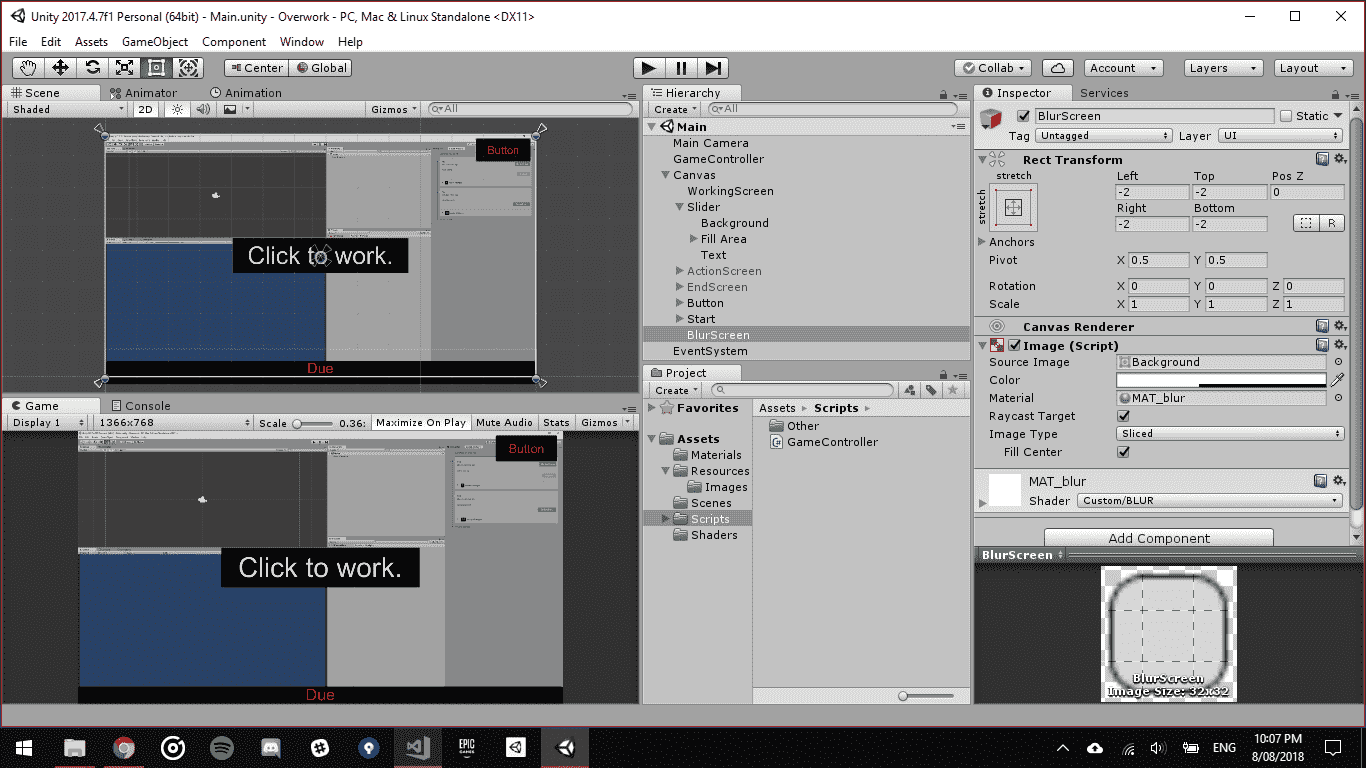 Unity 2017.4.7f1 Personal (64bit) - Main.unity - Overwork - PC, Mac & Linux Standalone <DX11>
File Edit Assets GameObject Component Window Help
Center Global
Collab Account Layers Layout
Scene Animator Animation
Shaded 2D Gizmos All
Button
Click to work.
Due
Game Console
Display 1 1366x768 Scale 0.36: Maximize On Play Mute Audio Stats Gizmos
Button
Click to work.
Due
Hierarchy
Create All
Main
Main Camera
GameController
Canvas
WorkingScreen
Slider
Background
Fill Area
Text
ActionScreen
EndScreen
Button
Start
BlurScreen
EventSystem
Project
Create
Favorites
Assets
Materials
Resources
Images
Scenes
Scripts
Shaders
Assets Scripts
Other
GameController
Inspector Services
BlurScreen Static
Tag Untagged Layer UI
Rect Transform
stretch Left Top Pos Z
stretch -2 -2 0
Right Bottom
-2 -2 R
Anchors
Pivot X 0.5 Y 0.5
Rotation X 0 Y 0 Z 0
Scale X 1 Y 1 Z 1
Canvas Renderer
Image (Script)
Source Image Background
Color
Material MAT_blur
Raycast Target
Image Type Sliced
Fill Center
MAT_blur
Shader Custom/BLUR
Add Component
BlurScreen
BlurScreen
Image Size: 32x32
EPIC GAMES
ENG
10:07 PM
8/08/2018